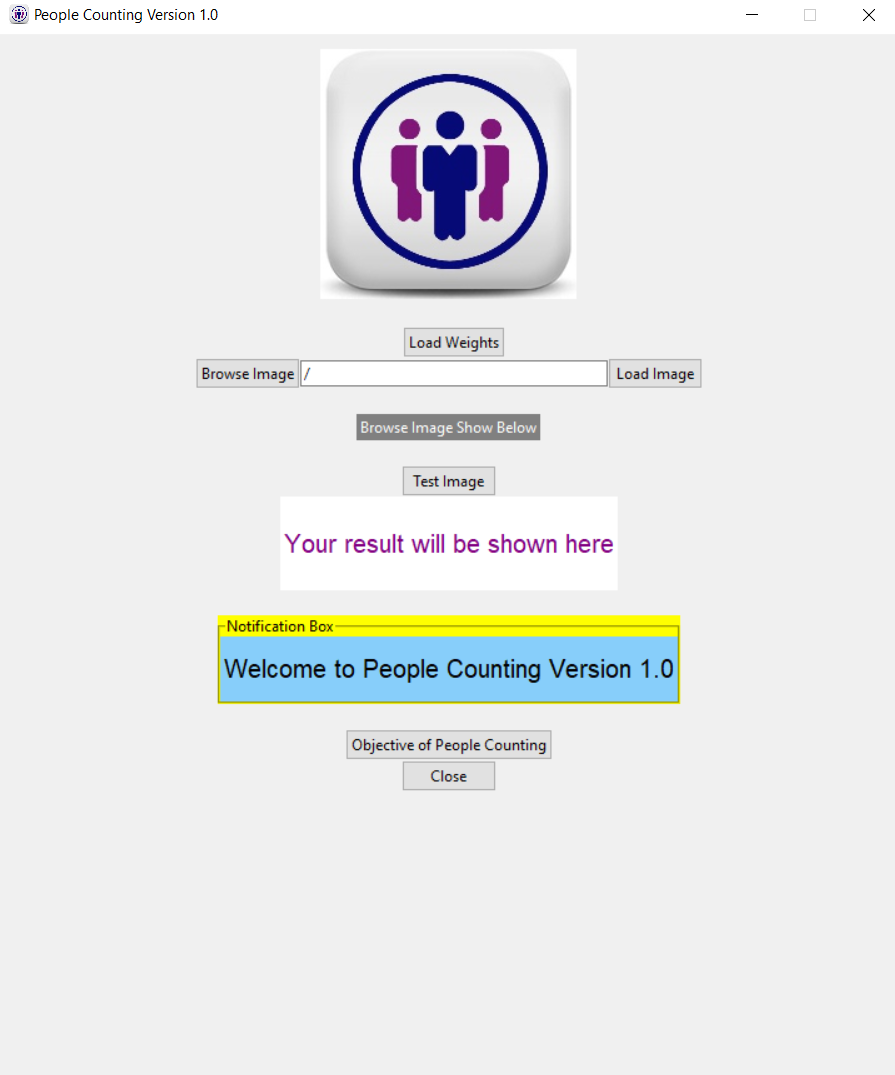 People Counting Version 1.0
Load Weights
Browse Image / Load Image
Browse Image Show Below
Test Image
Your result will be shown here
Notification Box
Welcome to People Counting Version 1.0
Objective of People Counting
Close